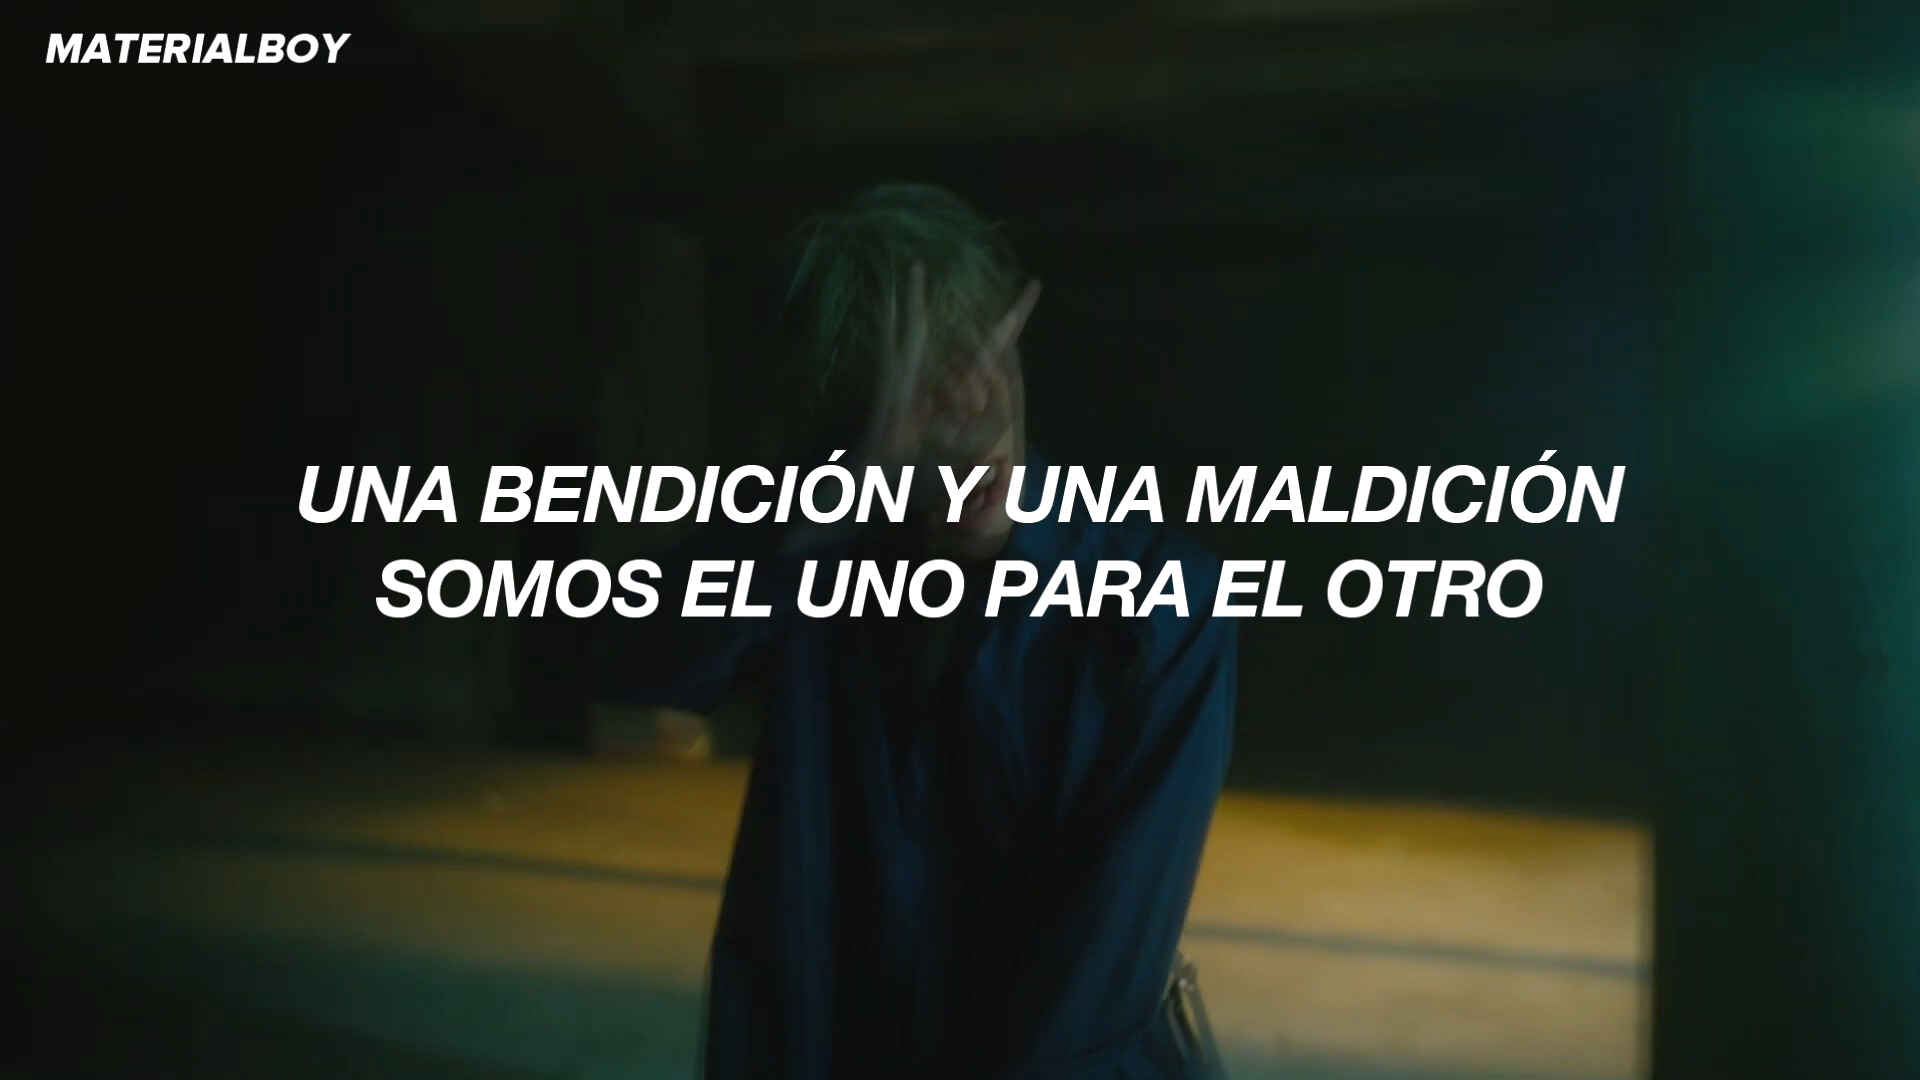 MATERIALBOY
UNA BENDICIÓN Y UNA MALDICIÓN
SOMOS EL UNO PARA EL OTRO